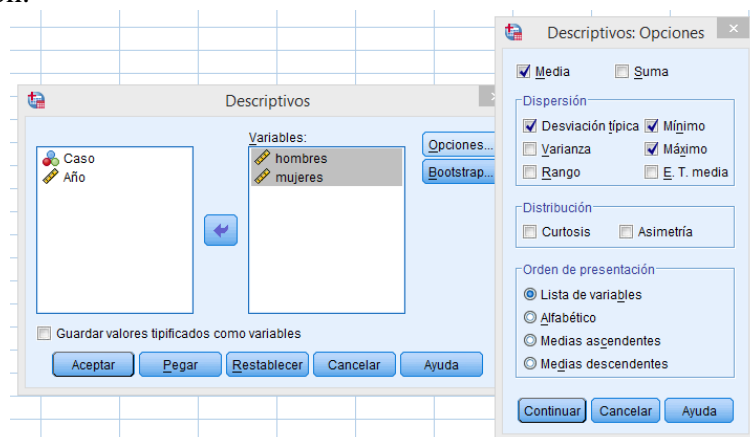 Descriptivos
Caso
Año
Variables:
hombres
mujeres
Opciones...
Bootstrap...
Guardar valores tipificados como variables
Aceptar
Pegar
Restablecer
Cancelar
Ayuda
Descriptivos: Opciones
Media
Suma
Dispersión
Desviación típica
Mínimo
Varianza
Máximo
Rango
E. T. media
Distribución
Curtosis
Asimetría
Orden de presentación
Lista de variables
Alfabético
Medias ascendentes
Medias descendentes
Continuar
Cancelar
Ayuda